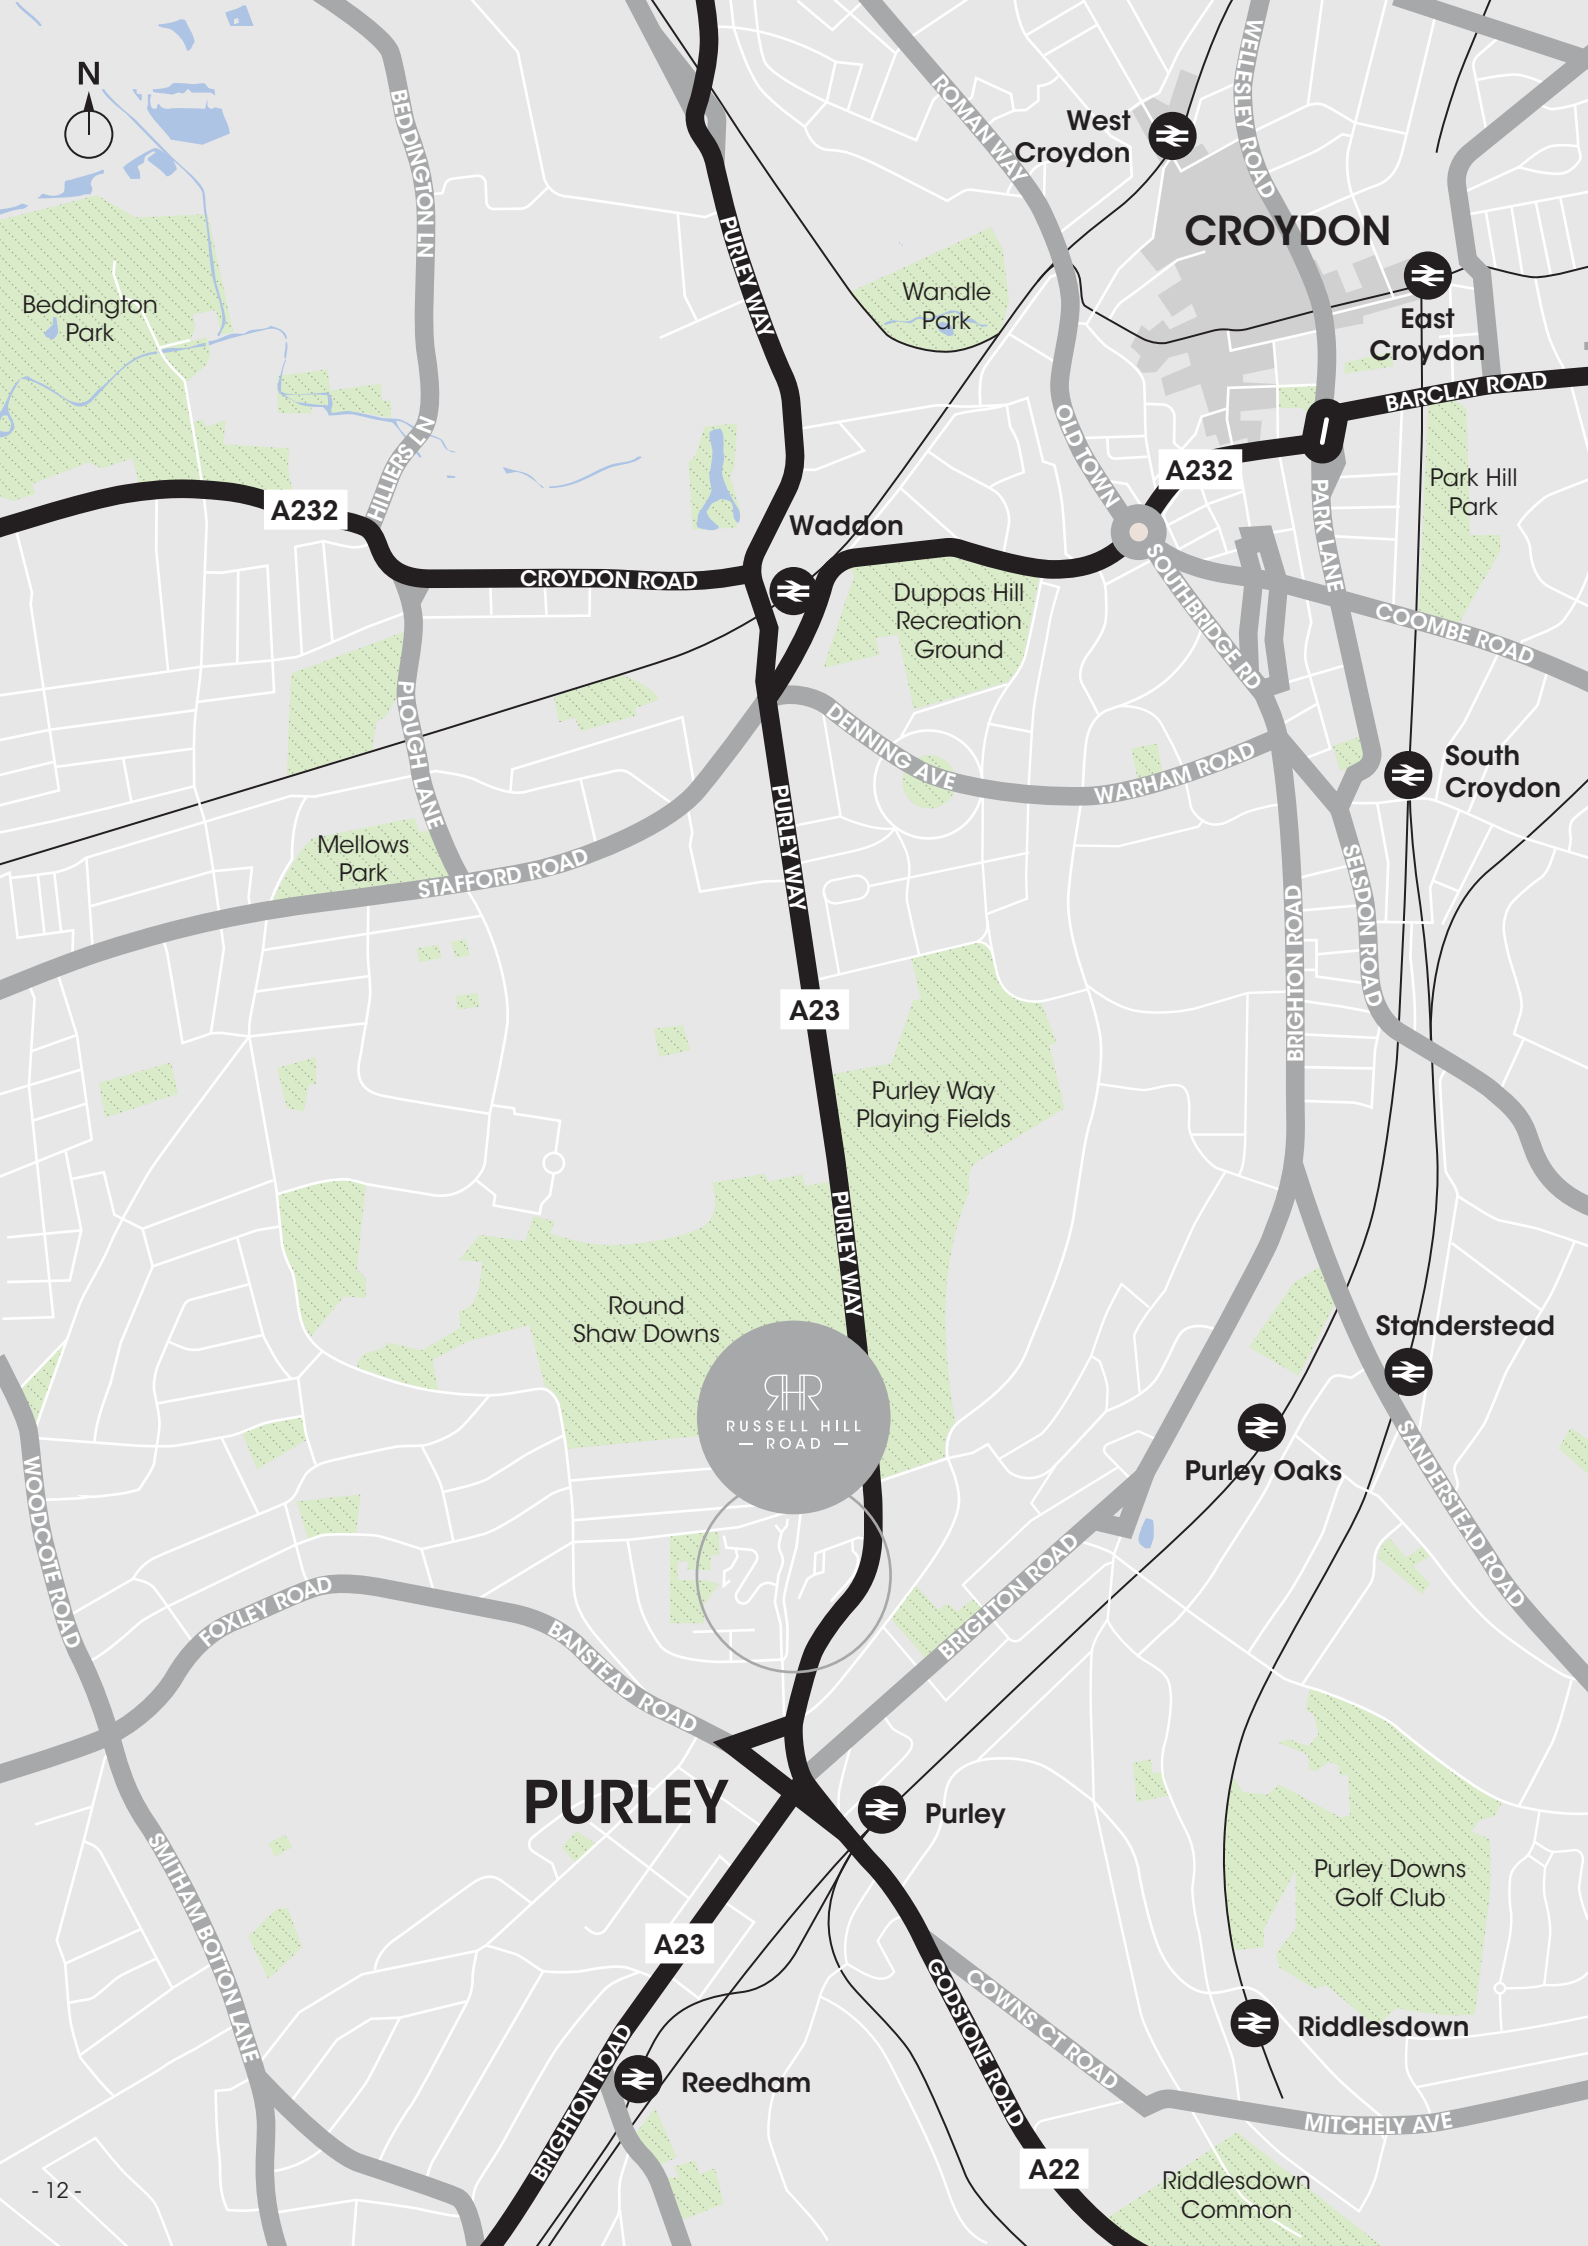 N
BEDDINGTON LN
PURLEY WAY
ROMAN WAY
WELLESLEY ROAD
West
Croydon
CROYDON
East
Croydon
Beddington
Park
Wandle
Park
BARCLAY ROAD
HILLIERS LN
OLD TOWN
A232
A232
PARK LANE
Park Hill
Park
Waddon
CROYDON ROAD
Duppas Hill
Recreation
Ground
SOUTHBRIDGE RD
COOMBE ROAD
PLOUGH LANE
DENNING AVE
WARHAM ROAD
South
Croydon
PURLEY WAY
Mellows
Park
STAFFORD ROAD
SELSDON ROAD
BRIGHTON ROAD
A23
Purley Way
Playing Fields
PURLEY WAY
Round
Shaw Downs
Standerstead
RHR
RUSSELL HILL
— ROAD —
Purley Oaks
SANDERSTEAD ROAD
WOODCOTE ROAD
FOXLEY ROAD
BANSTEAD ROAD
BRIGHTON ROAD
PURLEY
Purley
SMITHAM BOTTON LANE
Purley Downs
Golf Club
A23
GODSTONE ROAD
COWNS CT ROAD
Riddlesdown
BRIGHTON ROAD
Reedham
MITCHELY AVE
A22
Riddlesdown
Common
- 12 -